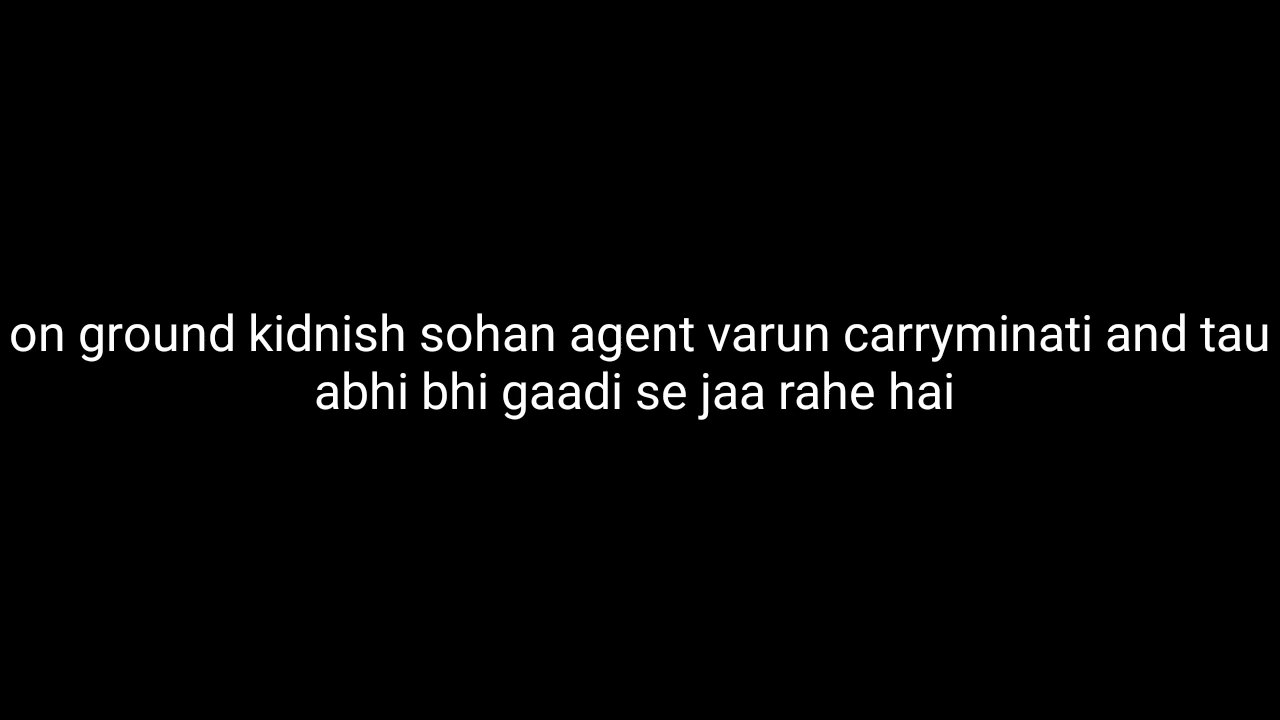 on ground kidnish sohan agent varun carryminati and tau
abhi bhi gaadi se jaa rahe hai